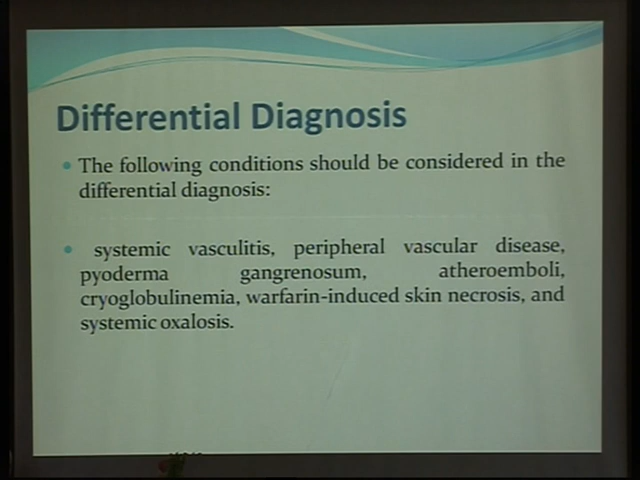 Differential Diagnosis
The following conditions should be considered in the
differential diagnosis:
systemic vasculitis, peripheral vascular disease,
pyoderma gangrenosum, atheroemboli,
cryoglobulinemia, warfarin-induced skin necrosis, and
systemic oxalosis.